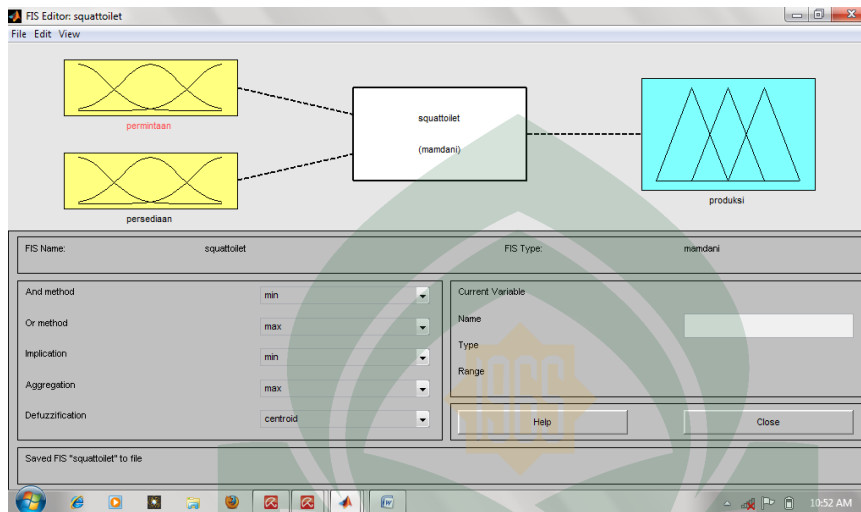 FIS Editor: squattoilet
File Edit View
permintaan
persediaan
squattoilet
(mamdani)
produksi
FIS Name: squattoilet FIS Type: mamdani
And method min
Or method max
Implication min
Aggregation max
Defuzzification centroid
Current Variable
Name
Type
Range
Help Close
Saved FIS "squattoilet" to file
10:52 AM